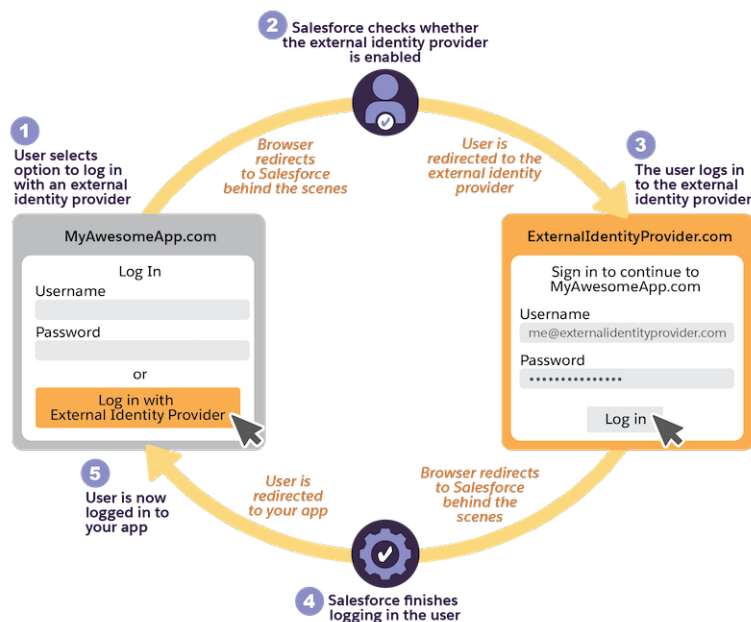 2
Salesforce checks whether
the external identity provider
is enabled
1
User selects
option to log in
with an external
identity provider
Browser
redirects
to Salesforce
behind the scenes
User is
redirected to the
external identity
provider
3
The user logs in
to the external
identity provider
MyAwesomeApp.com
Log In
Username
Password
or
Log in with
External Identity Provider
ExternalIdentityProvider.com
Sign in to continue to
MyAwesomeApp.com
Username
me@externalidentityprovider.com
Password
•••••••••••••••
Log in
5
User is now
logged in to
your app
User is
redirected
to your app
Browser redirects
to Salesforce
behind the
scenes
4
Salesforce finishes
logging in the user